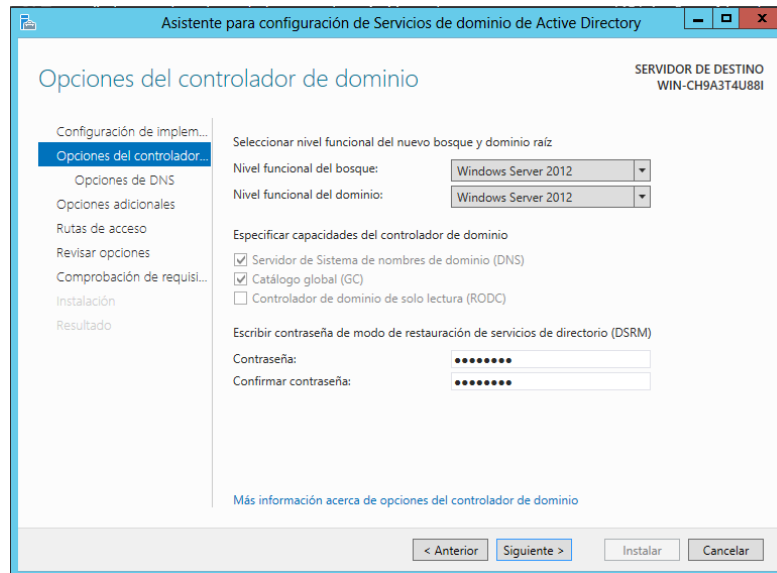 Asistente para configuración de Servicios de dominio de Active Directory
Opciones del controlador de dominio
SERVIDOR DE DESTINO
WIN-CH9A3T4U88I
Configuración de implem...
Opciones del controlador...
Opciones de DNS
Opciones adicionales
Rutas de acceso
Revisar opciones
Comprobación de requisi...
Instalación
Resultado
Seleccionar nivel funcional del nuevo bosque y dominio raíz
Nivel funcional del bosque: Windows Server 2012
Nivel funcional del dominio: Windows Server 2012
Especificar capacidades del controlador de dominio
Servidor de Sistema de nombres de dominio (DNS)
Catálogo global (GC)
Controlador de dominio de solo lectura (RODC)
Escribir contraseña de modo de restauración de servicios de directorio (DSRM)
Contraseña: ••••••••
Confirmar contraseña: ••••••••
Más información acerca de opciones del controlador de dominio
< Anterior Siguiente > Instalar Cancelar